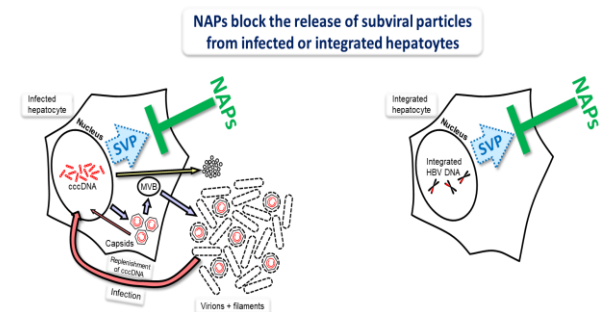 NAPs block the release of subviral particles
from infected or integrated hepatoytes
Infected
hepatocyte
Nucleus
SVP
NAPs
cccDNA
MVB
Capsids
Replenishment
of cccDNA
Infection
Virions + filaments
Integrated
hepatocyte
Nucleus
SVP
NAPs
Integrated
HBV DNA